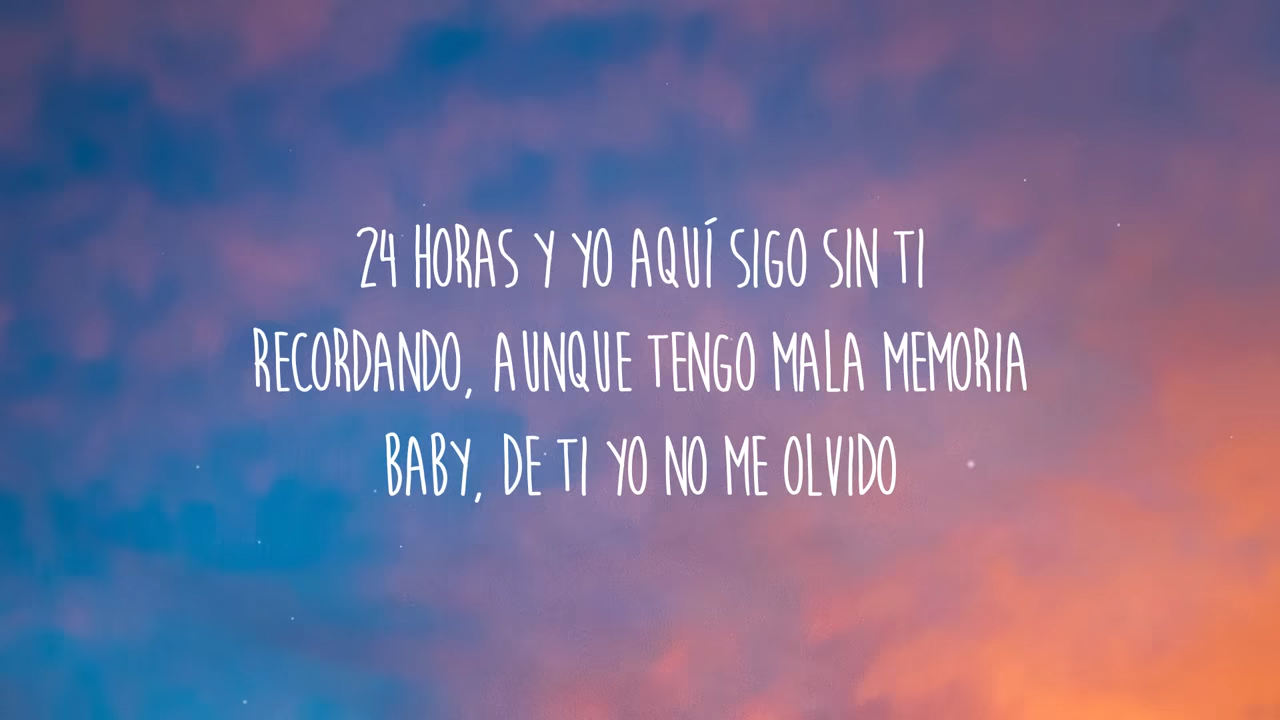 24 HORAS Y YO AQUÍ SIGO SIN TI
RECORDANDO, AUNQUE TENGO MALA MEMORIA
BABY, DE TI YO NO ME OLVIDO